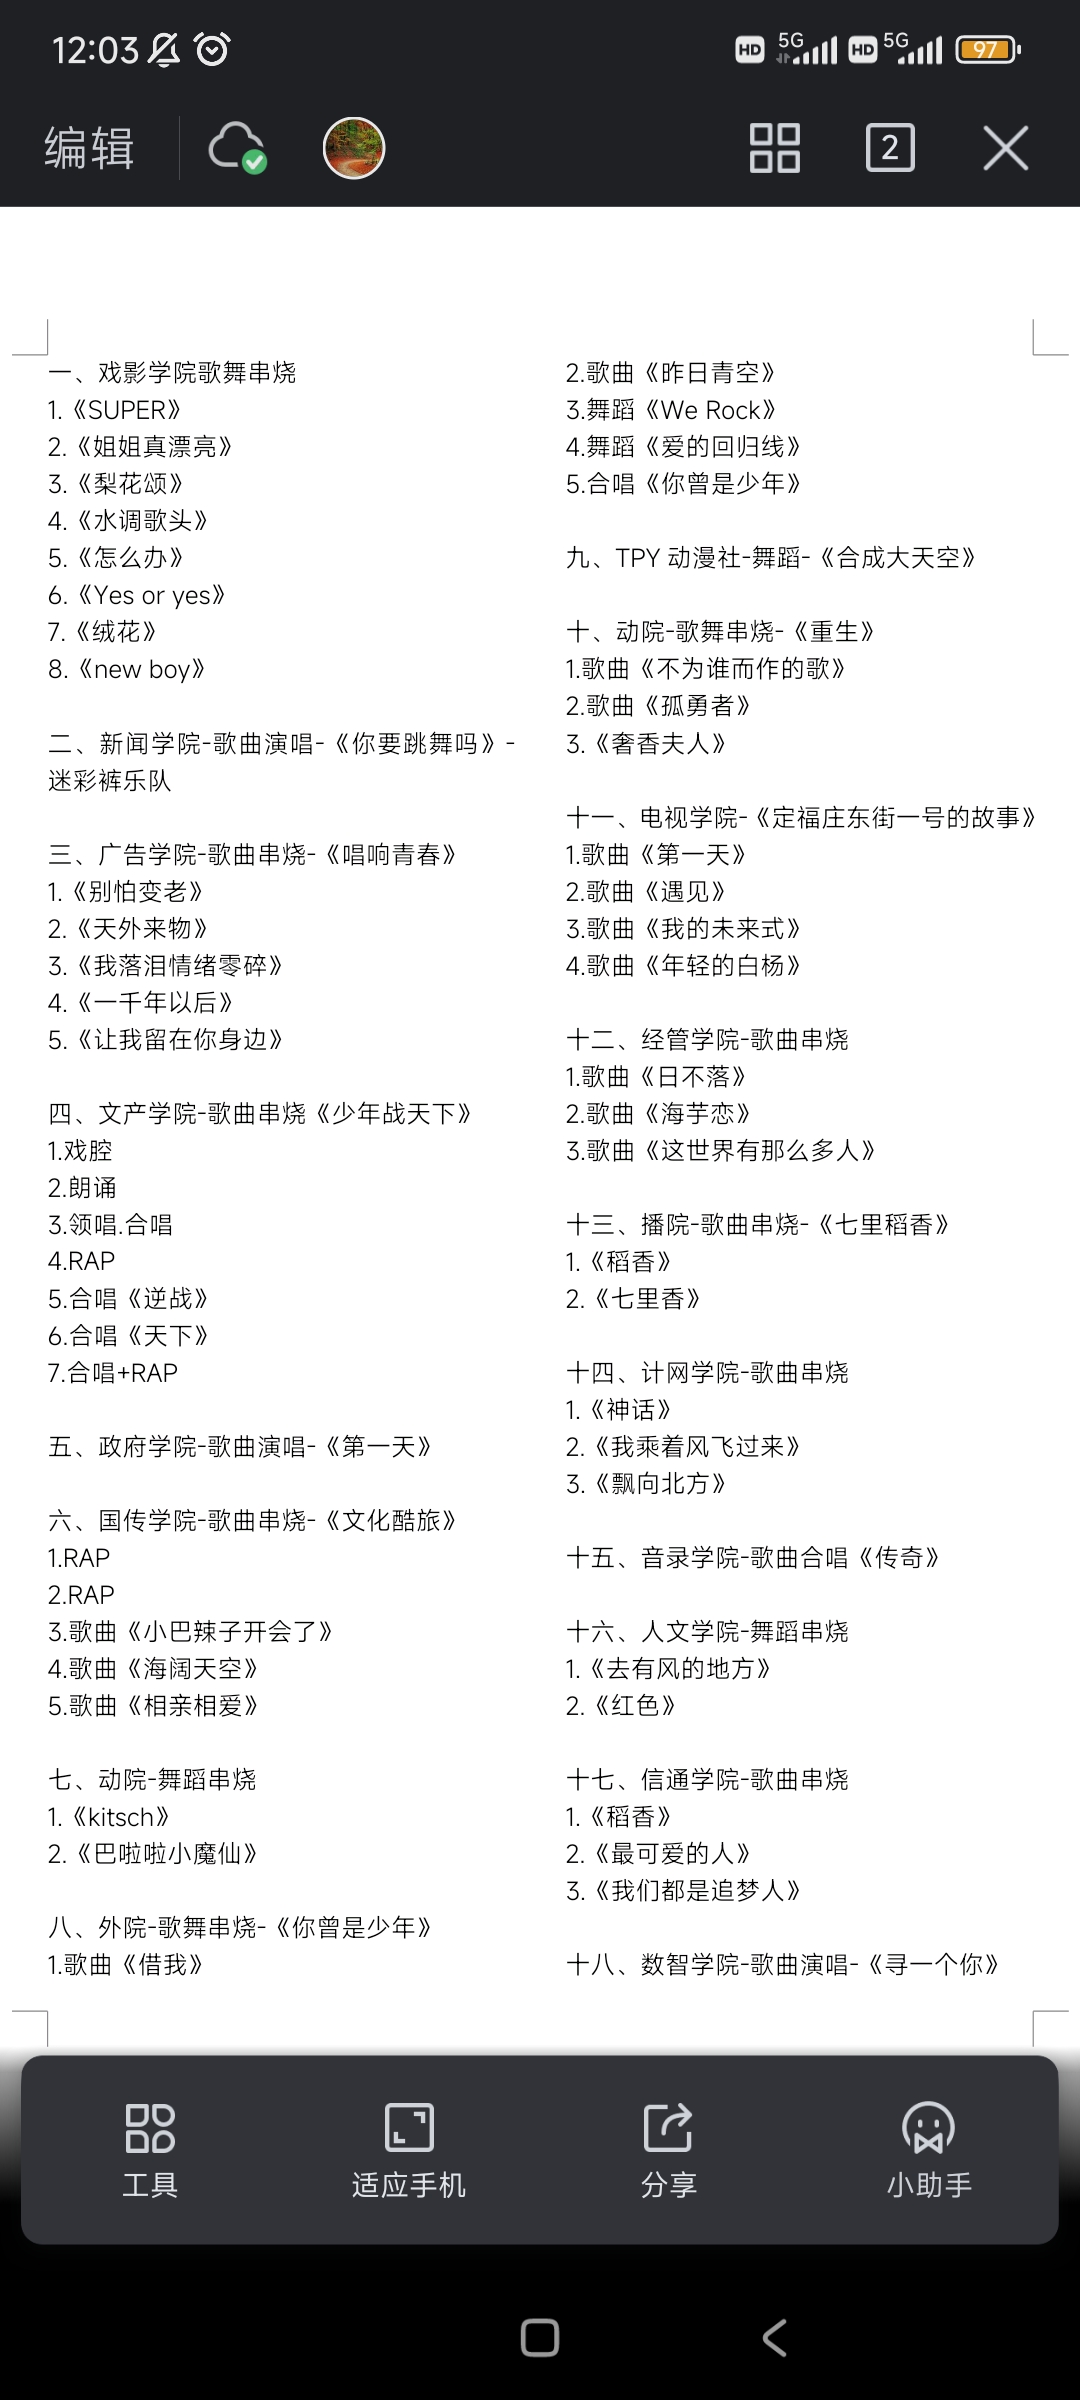 12:03
HD 5G HD 5G 97
编辑
2
一、戏影学院歌舞串烧
1.《SUPER》
2.《姐姐真漂亮》
3.《梨花颂》
4.《水调歌头》
5.《怎么办》
6.《Yes or yes》
7.《绒花》
8.《new boy》
二、新闻学院-歌曲演唱-《你要跳舞吗》-
迷彩裤乐队
三、广告学院-歌曲串烧-《唱响青春》
1.《别怕变老》
2.《天外来物》
3.《我落泪情绪零碎》
4.《一千年以后》
5.《让我留在你身边》
四、文产学院-歌曲串烧《少年战天下》
1.戏腔
2.朗诵
3.领唱.合唱
4.RAP
5.合唱《逆战》
6.合唱《天下》
7.合唱+RAP
五、政府学院-歌曲演唱-《第一天》
六、国传学院-歌曲串烧-《文化酷旅》
1.RAP
2.RAP
3.歌曲《小巴辣子开会了》
4.歌曲《海阔天空》
5.歌曲《相亲相爱》
七、动院-舞蹈串烧
1.《kitsch》
2.《巴啦啦小魔仙》
八、外院-歌舞串烧-《你曾是少年》
1.歌曲《借我》
2.歌曲《昨日青空》
3.舞蹈《We Rock》
4.舞蹈《爱的回归线》
5.合唱《你曾是少年》
九、TPY 动漫社-舞蹈-《合成大天空》
十、动院-歌舞串烧-《重生》
1.歌曲《不为谁而作的歌》
2.歌曲《孤勇者》
3.《奢香夫人》
十一、电视学院-《定福庄东街一号的故事》
1.歌曲《第一天》
2.歌曲《遇见》
3.歌曲《我的未来式》
4.歌曲《年轻的白杨》
十二、经管学院-歌曲串烧
1.歌曲《日不落》
2.歌曲《海芋恋》
3.歌曲《这世界有那么多人》
十三、播院-歌曲串烧-《七里稻香》
1.《稻香》
2.《七里香》
十四、计网学院-歌曲串烧
1.《神话》
2.《我乘着风飞过来》
3.《飘向北方》
十五、音录学院-歌曲合唱《传奇》
十六、人文学院-舞蹈串烧
1.《去有风的地方》
2.《红色》
十七、信通学院-歌曲串烧
1.《稻香》
2.《最可爱的人》
3.《我们都是追梦人》
十八、数智学院-歌曲演唱-《寻一个你》
工具
适应手机
分享
小助手